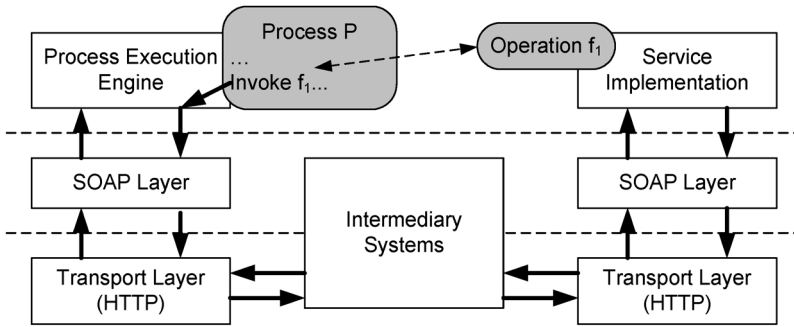 Process P
Process Execution
Engine
…
Invoke f1...
Operation f1
Service
Implementation
SOAP Layer
Intermediary
Systems
SOAP Layer
Transport Layer
(HTTP)
Transport Layer
(HTTP)